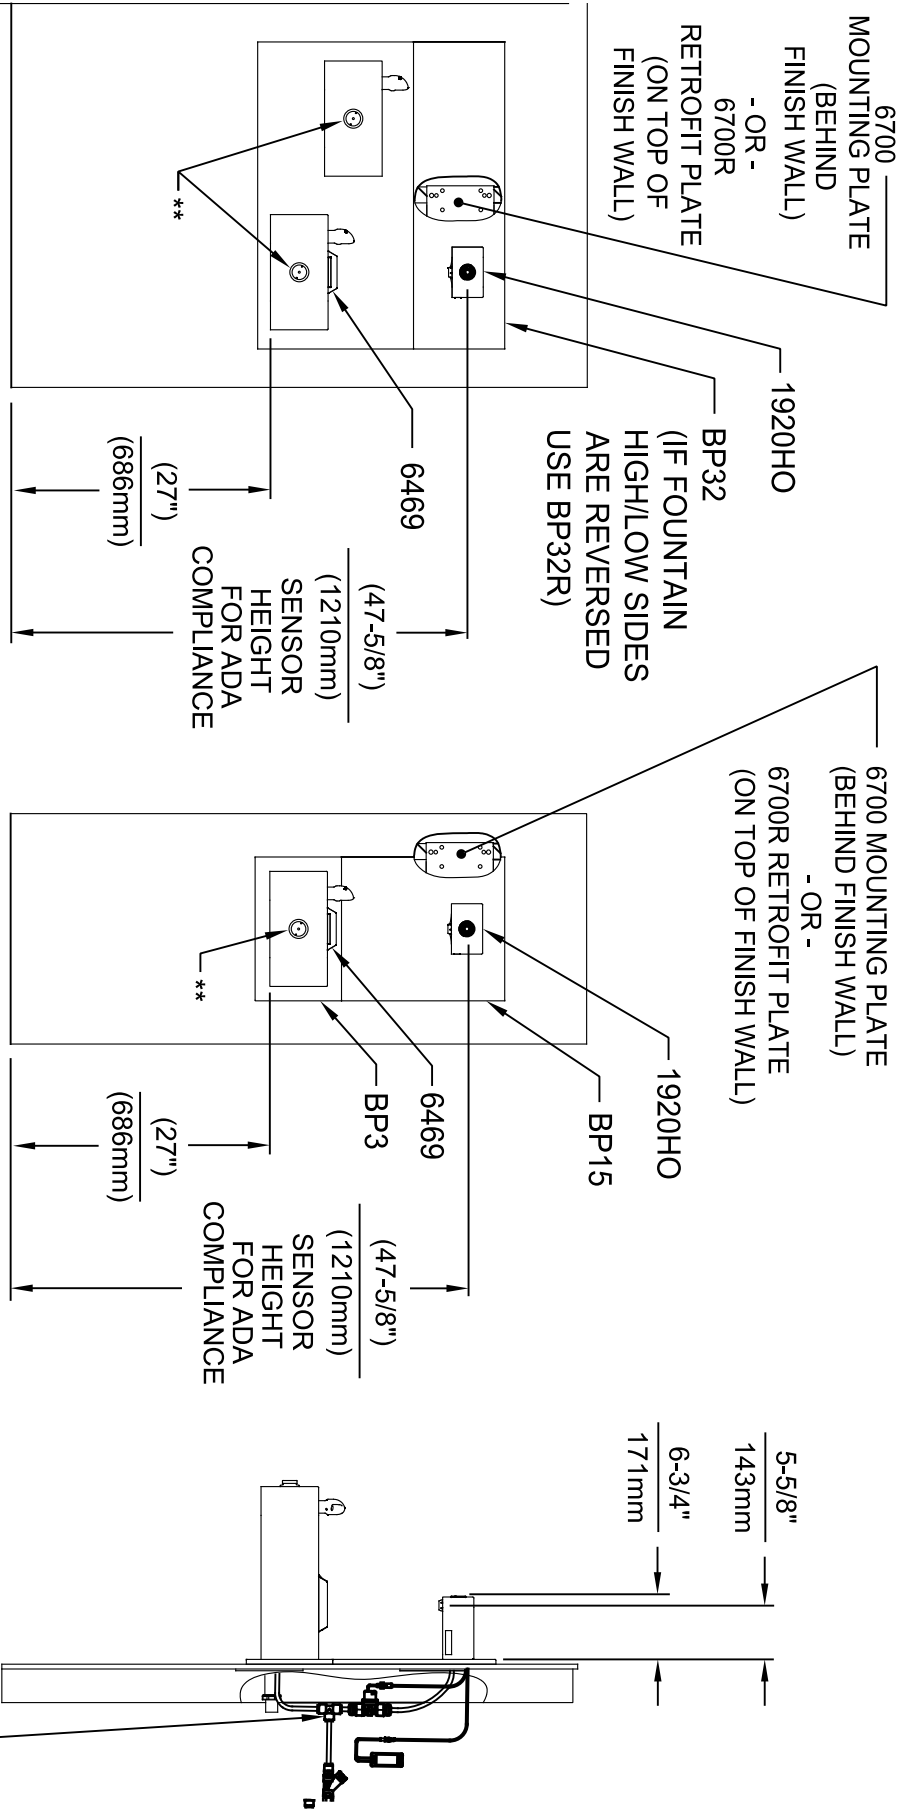 6700
MOUNTING PLATE
(BEHIND
FINISH WALL)
- OR -
6700R
RETROFIT PLATE
(ON TOP OF
FINISH WALL)
1920HO
BP32
(IF FOUNTAIN
HIGH/LOW SIDES
ARE REVERSED
USE BP32R)
6469
**
(27")
(686mm)
(47-5/8")
(1210mm)
SENSOR
HEIGHT
FOR ADA
COMPLIANCE
6700 MOUNTING PLATE
(BEHIND FINISH WALL)
- OR -
6700R RETROFIT PLATE
(ON TOP OF FINISH WALL)
1920HO
BP15
6469
BP3
**
(27")
(686mm)
(47-5/8")
(1210mm)
SENSOR
HEIGHT
FOR ADA
COMPLIANCE
5-5/8"
143mm
6-3/4"
171mm